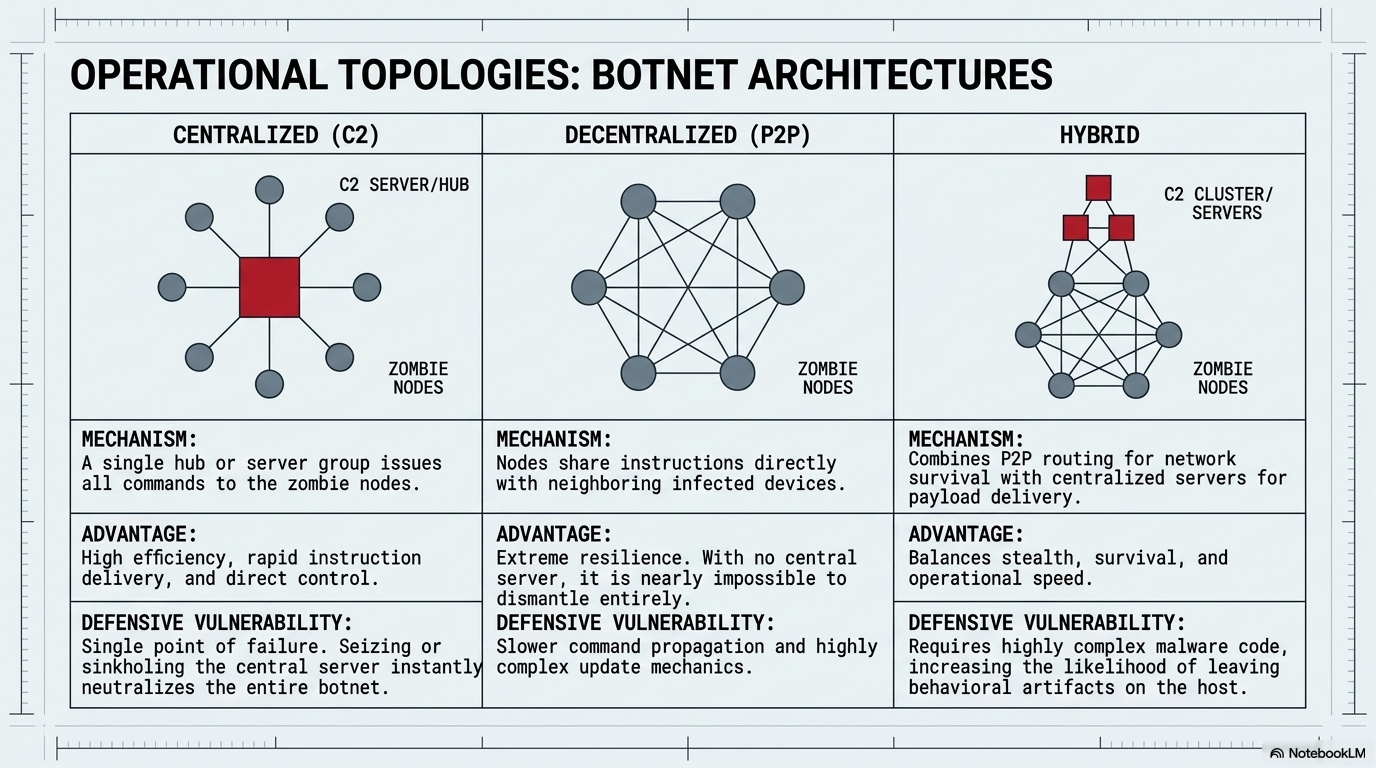 OPERATIONAL TOPOLOGIES: BOTNET ARCHITECTURES
CENTRALIZED (C2)
C2 SERVER/HUB
ZOMBIE
NODES
MECHANISM:
A single hub or server group issues
all commands to the zombie nodes.
ADVANTAGE:
High efficiency, rapid instruction
delivery, and direct control.
DEFENSIVE VULNERABILITY:
Single point of failure. Seizing or
sinkholing the central server instantly
neutralizes the entire botnet.
DECENTRALIZED (P2P)
ZOMBIE
NODES
MECHANISM:
Nodes share instructions directly
with neighboring infected devices.
ADVANTAGE:
Extreme resilience. With no central
server, it is nearly impossible to
dismantle entirely.
DEFENSIVE VULNERABILITY:
Slower command propagation and highly
complex update mechanics.
HYBRID
C2 CLUSTER/
SERVERS
ZOMBIE
NODES
MECHANISM:
Combines P2P routing for network
survival with centralized servers for
payload delivery.
ADVANTAGE:
Balances stealth, survival, and
operational speed.
DEFENSIVE VULNERABILITY:
Requires highly complex malware code,
increasing the likelihood of leaving
behavioral artifacts on the host.
NotebookLM